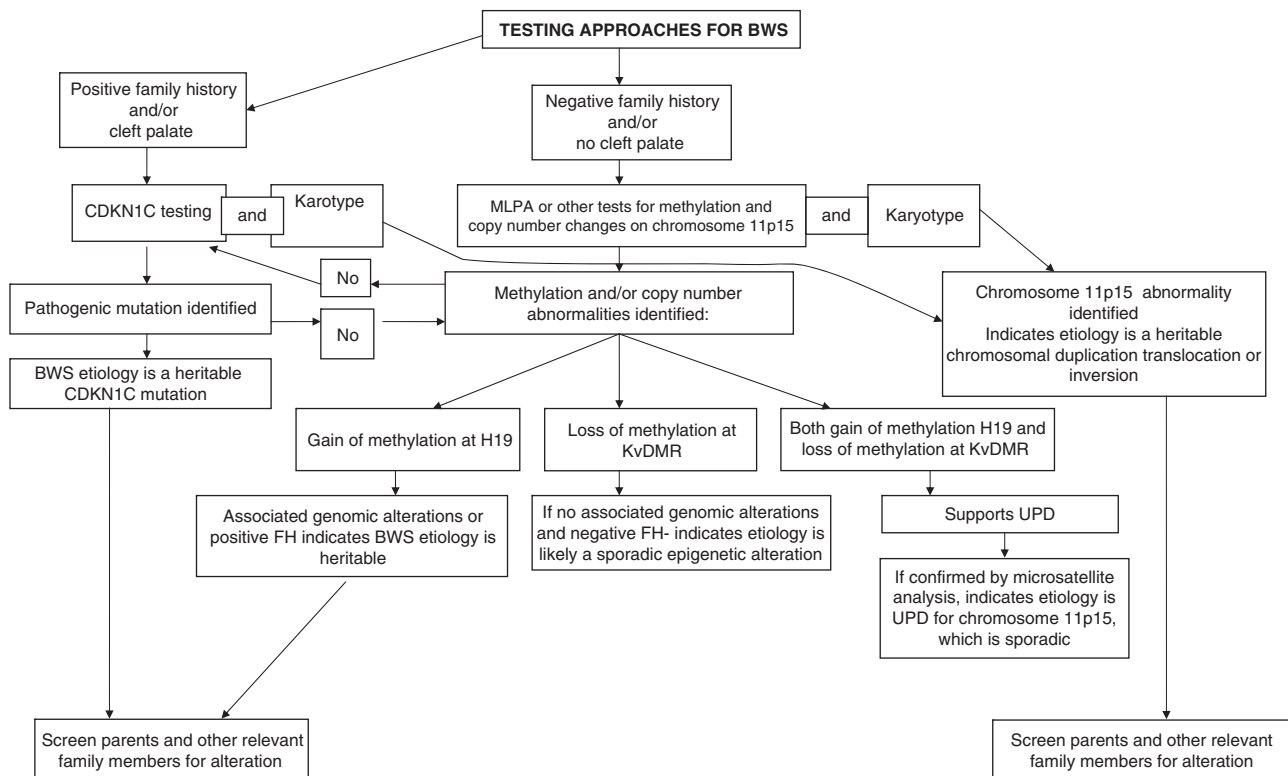 TESTING APPROACHES FOR BWS
Positive family history
and/or
cleft palate
Negative family history
and/or
no cleft palate
CDKN1C testing
and
Karotype
MLPA or other tests for methylation and
copy number changes on chromosome 11p15
and
Karyotype
No
Pathogenic mutation identified
No
Methylation and/or copy number
abnormalities identified:
Chromosome 11p15 abnormality
identified
Indicates etiology is a heritable
chromosomal duplication translocation or
inversion
BWS etiology is a heritable
CDKN1C mutation
Gain of methylation at H19
Loss of methylation at
KvDMR
Both gain of methylation H19 and
loss of methylation at KvDMR
Associated genomic alterations or
positive FH indicates BWS etiology is
heritable
If no associated genomic alterations
and negative FH- indicates etiology is
likely a sporadic epigenetic alteration
Supports UPD
If confirmed by microsatellite
analysis, indicates etiology is
UPD for chromosome 11p15,
which is sporadic
Screen parents and other relevant
family members for alteration
Screen parents and other relevant
family members for alteration